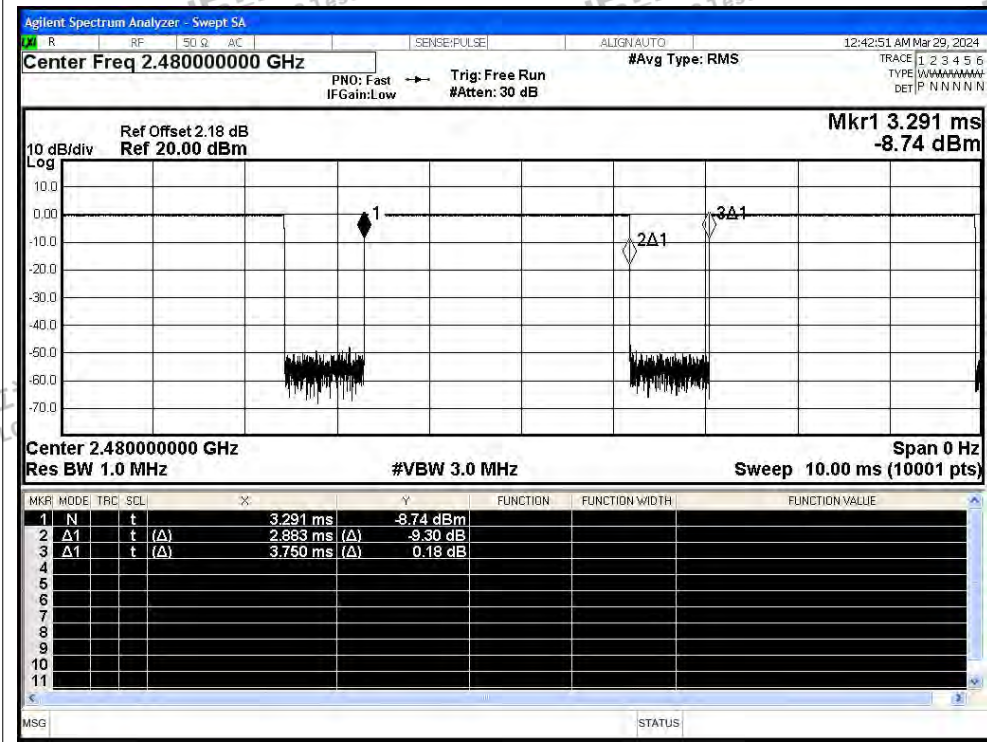 Agilent Spectrum Analyzer - Swept SA
LXI R RF 50 Ω AC SENSE:PULSE ALIGN AUTO 12:42:51 AM Mar 29, 2024
Center Freq 2.480000000 GHz #Avg Type: RMS TRACE 1 2 3 4 5 6
PNO: Fast Trig: Free Run TYPE WWWWWW
IFGain:Low #Atten: 30 dB DET P N N N N N
Mkr1 3.291 ms
Ref Offset 2.18 dB
10 dB/div Ref 20.00 dBm -8.74 dBm
Log
10.0
0.00
-10.0
-20.0
-30.0
-40.0
-50.0
-60.0
-70.0
1
2Δ1
3Δ1
Center 2.480000000 GHz Span 0 Hz
Res BW 1.0 MHz #VBW 3.0 MHz Sweep 10.00 ms (10001 pts)
MKR MODE TRC SCL X Y FUNCTION FUNCTION WIDTH FUNCTION VALUE
1 N t 3.291 ms -8.74 dBm
2 Δ1 t (Δ) 2.883 ms (Δ) -9.30 dB
3 Δ1 t (Δ) 3.750 ms (Δ) 0.18 dB
4
5
6
7
8
9
10
11
MSG STATUS